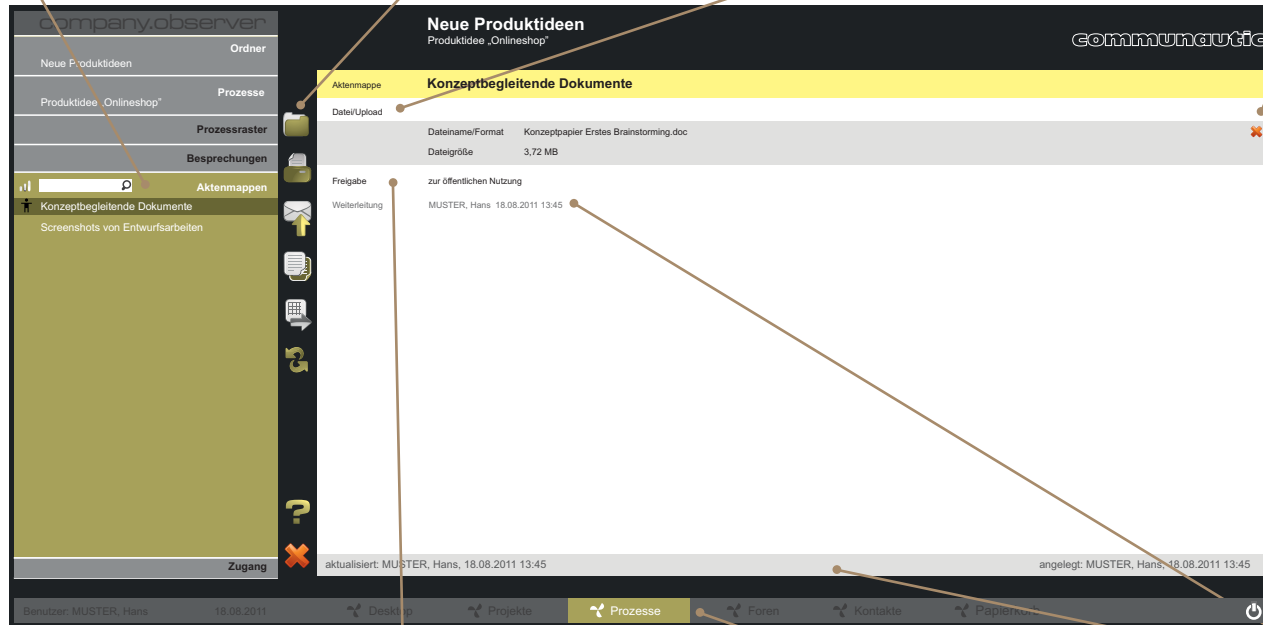 company.observer
Neue Produktideen
Produktidee „Onlineshop”
communautic
Ordner
Neue Produktideen
Prozesse
Produktidee „Onlineshop”
Prozessraster
Besprechungen
Aktenmappen
Konzeptbegleitende Dokumente
Screenshots von Entwurfsarbeiten
Zugang
Aktenmappe Konzeptbegleitende Dokumente
Datei/Upload
Dateiname/Format Konzeptpapier Erstes Brainstorming.doc
Dateigröße 3,72 MB
Freigabe zur öffentlichen Nutzung
Weiterleitung MUSTER, Hans 18.08.2011 13:45
aktualisiert: MUSTER, Hans, 18.08.2011 13:45 angelegt: MUSTER, Hans, 18.08.2011 13:45
Benutzer: MUSTER, Hans 18.08.2011 Desktop Projekte Prozesse Foren Kontakte Papierkorb